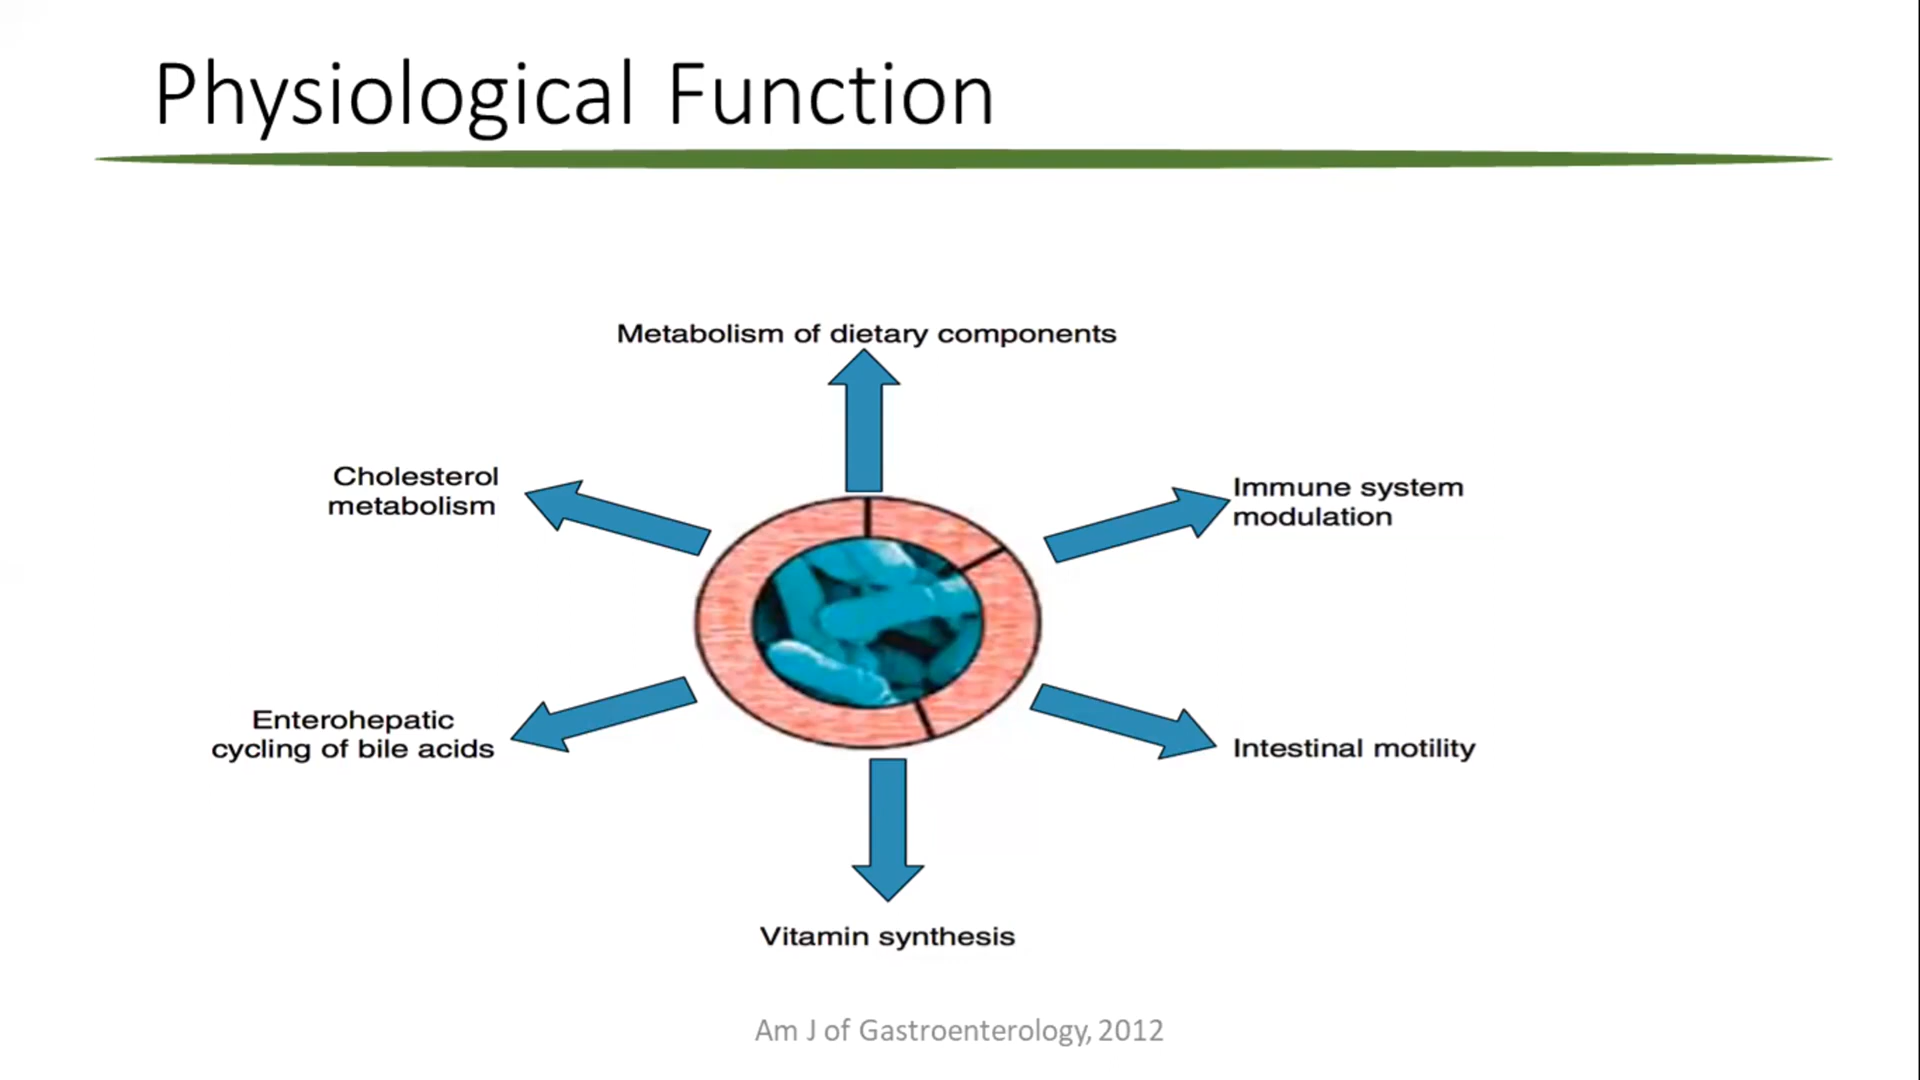 Physiological Function
Metabolism of dietary components
Cholesterol
metabolism
Immune system
modulation
Enterohepatic
cycling of bile acids
Intestinal motility
Vitamin synthesis
Am J of Gastroenterology, 2012